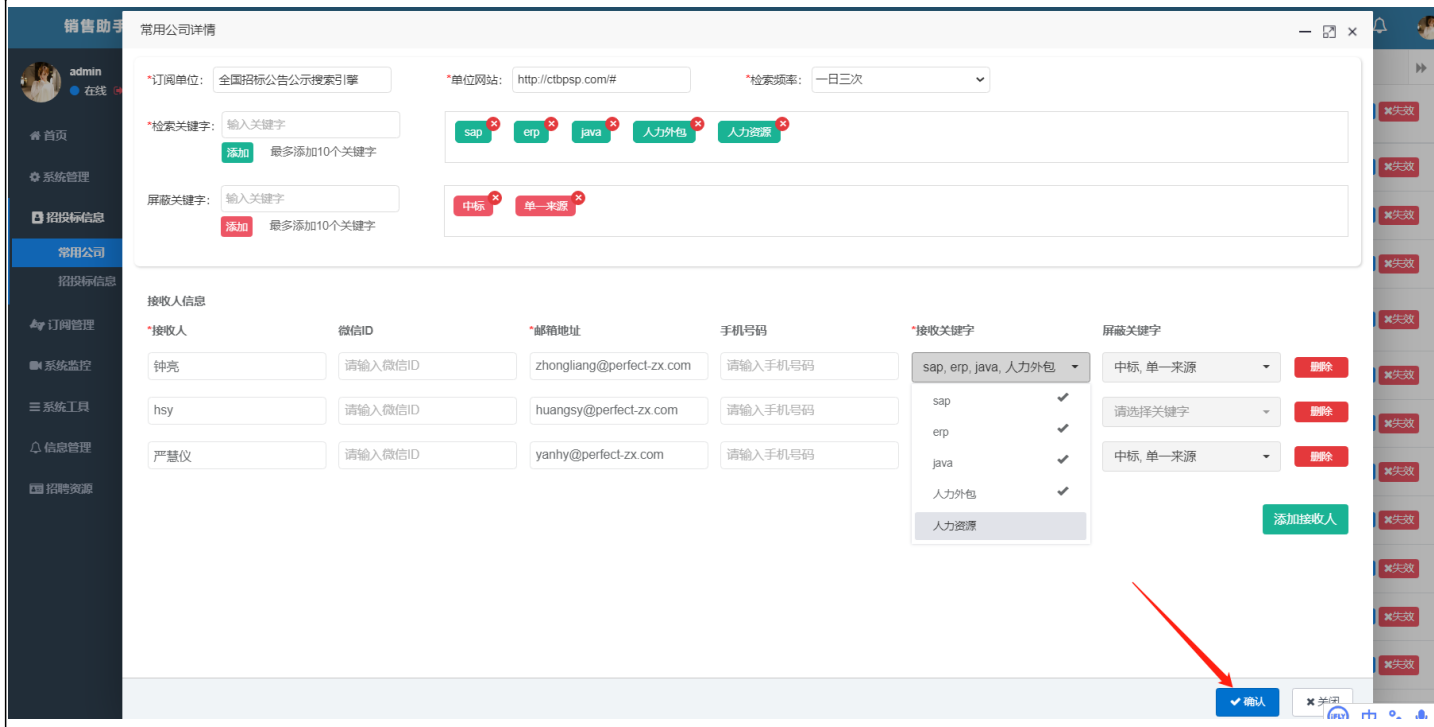 销售助手
常用公司详情
admin
在线
*订阅单位:
全国招标公告公示搜索引擎
*单位网站:
http://ctbpsp.com/#
*检索频率:
一日三次
失效
首页
*检索关键字:
输入关键字
sap
erp
java
人力外包
人力资源
添加
最多添加10个关键字
系统管理
失效
屏蔽关键字:
输入关键字
中标
单一来源
招投标信息
失效
添加
最多添加10个关键字
常用公司
失效
招投标信息
接收人信息
订阅管理
*接收人
微信ID
*邮箱地址
手机号码
*接收关键字
屏蔽关键字
失效
系统监控
钟亮
请输入微信ID
zhongliang@perfect-zx.com
请输入手机号码
sap, erp, java, 人力外包
中标, 单一来源
删除
失效
系统工具
hsy
请输入微信ID
huangsy@perfect-zx.com
请输入手机号码
sap
请选择关键字
删除
失效
erp
信息管理
严慧仪
请输入微信ID
yanhy@perfect-zx.com
请输入手机号码
java
中标, 单一来源
删除
失效
招聘资源
人力外包
人力资源
添加接收人
失效
失效
失效
失效
确认
关闭
iFLY
中